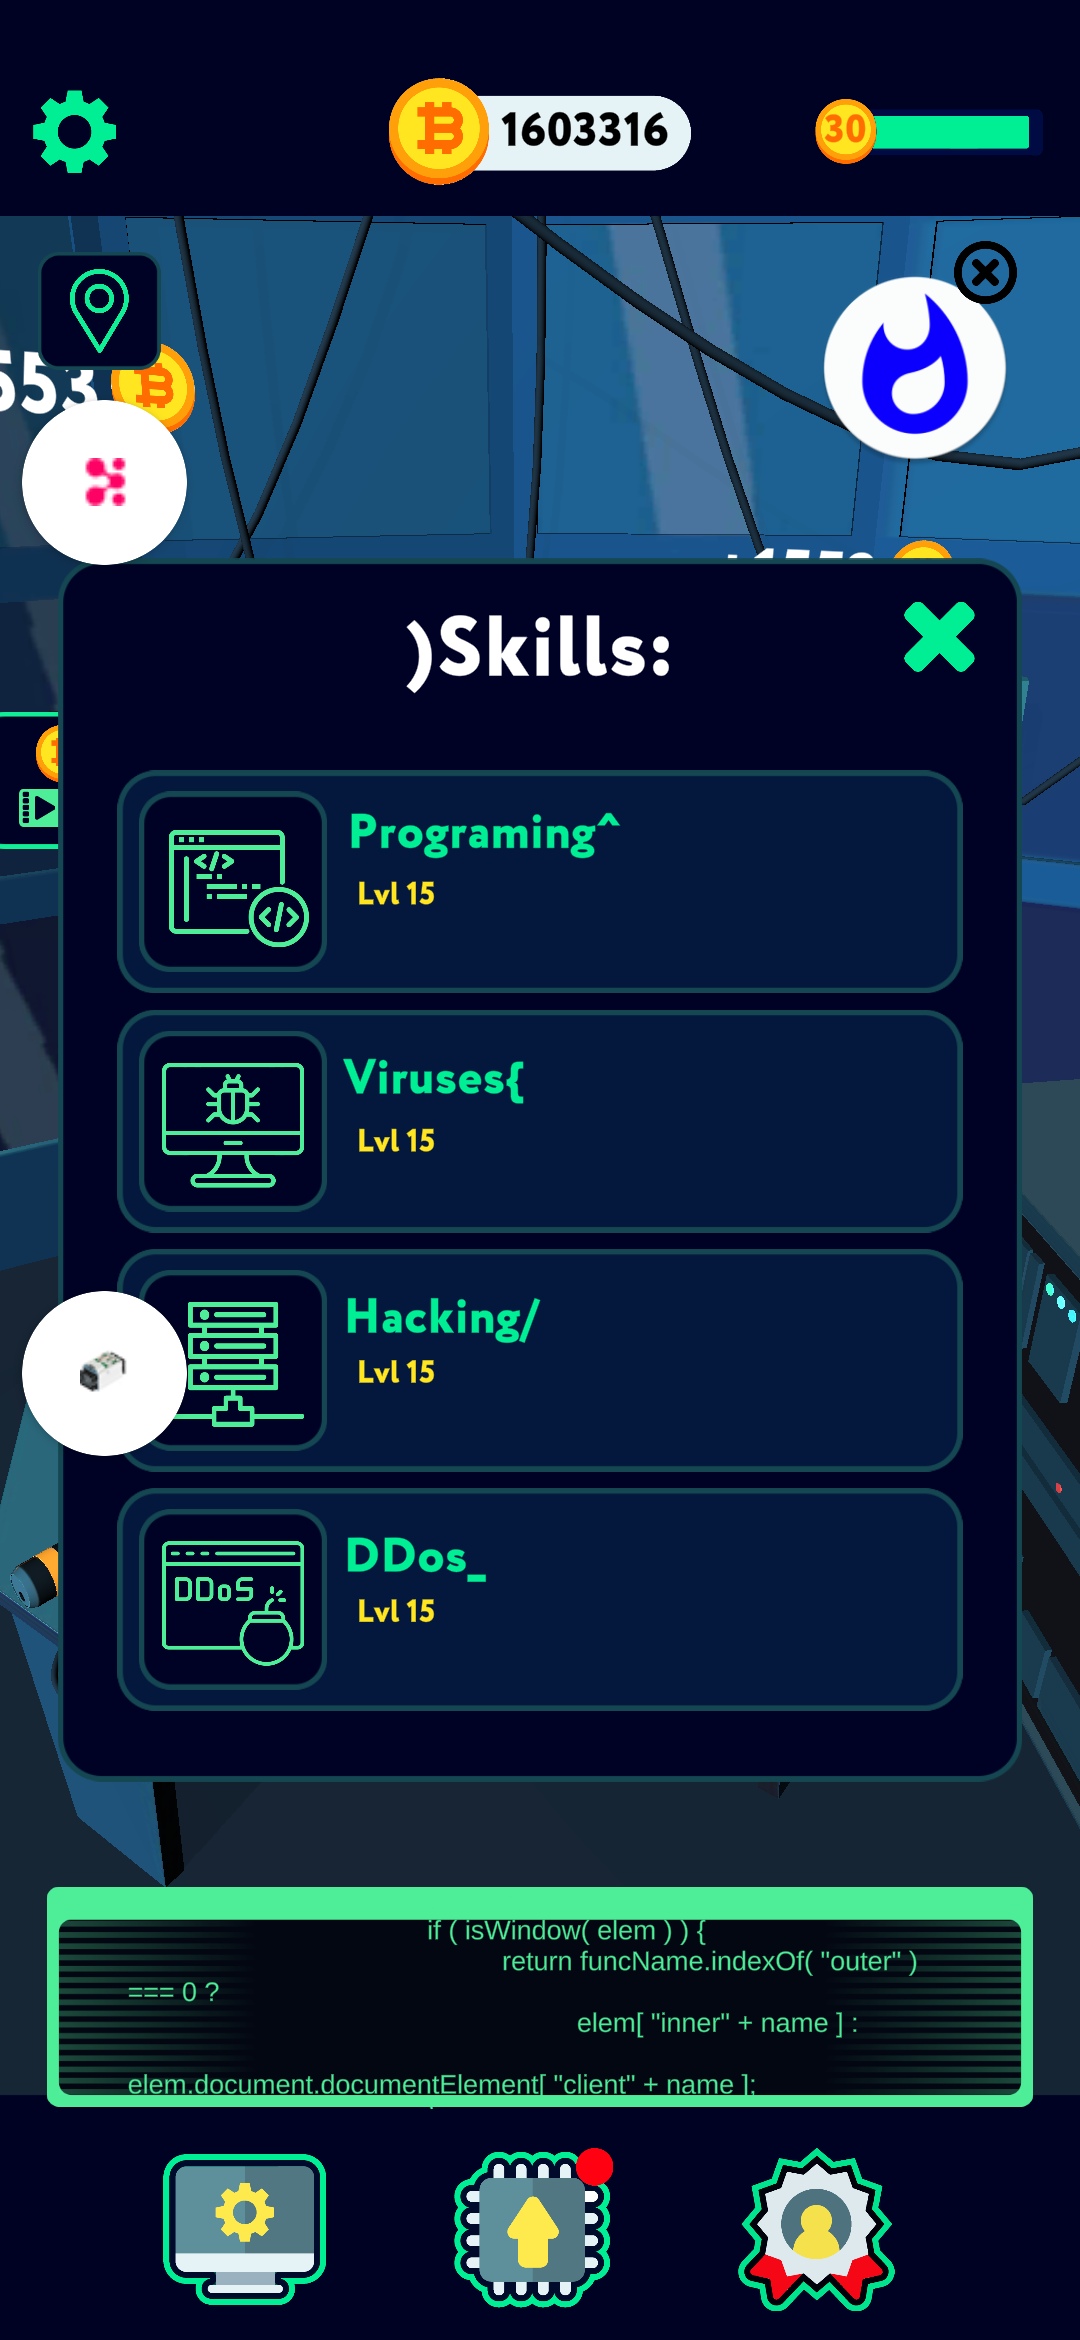 1603316
30
553
)Skills:
Programing^
Lvl 15
Viruses{
Lvl 15
Hacking/
Lvl 15
DDos_
DDoS
Lvl 15
if ( isWindow( elem ) ) {
return funcName.indexOf( "outer" )
=== 0 ?
elem[ "inner" + name ] :
elem.document.documentElement[ "client" + name ];